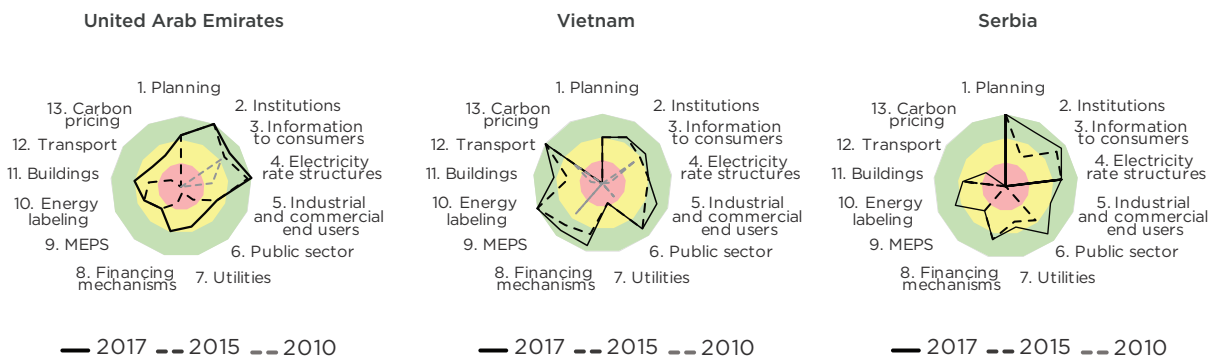 United Arab Emirates
1. Planning
2. Institutions
3. Information
to consumers
4. Electricity
rate structures
5. Industrial
and commercial
end users
6. Public sector
7. Utilities
8. Financing
mechanisms
9. MEPS
10. Energy
labeling
11. Buildings
12. Transport
13. Carbon
pricing
2017 2015 2010
Vietnam
1. Planning
2. Institutions
3. Information
to consumers
4. Electricity
rate structures
5. Industrial
and commercial
end users
6. Public sector
7. Utilities
8. Financing
mechanisms
9. MEPS
10. Energy
labeling
11. Buildings
12. Transport
13. Carbon
pricing
2017 2015 2010
Serbia
1. Planning
2. Institutions
3. Information
to consumers
4. Electricity
rate structures
5. Industrial
and commercial
end users
6. Public sector
7. Utilities
8. Financing
mechanisms
9. MEPS
10. Energy
labeling
11. Buildings
12. Transport
13. Carbon
pricing
2017 2015 2010